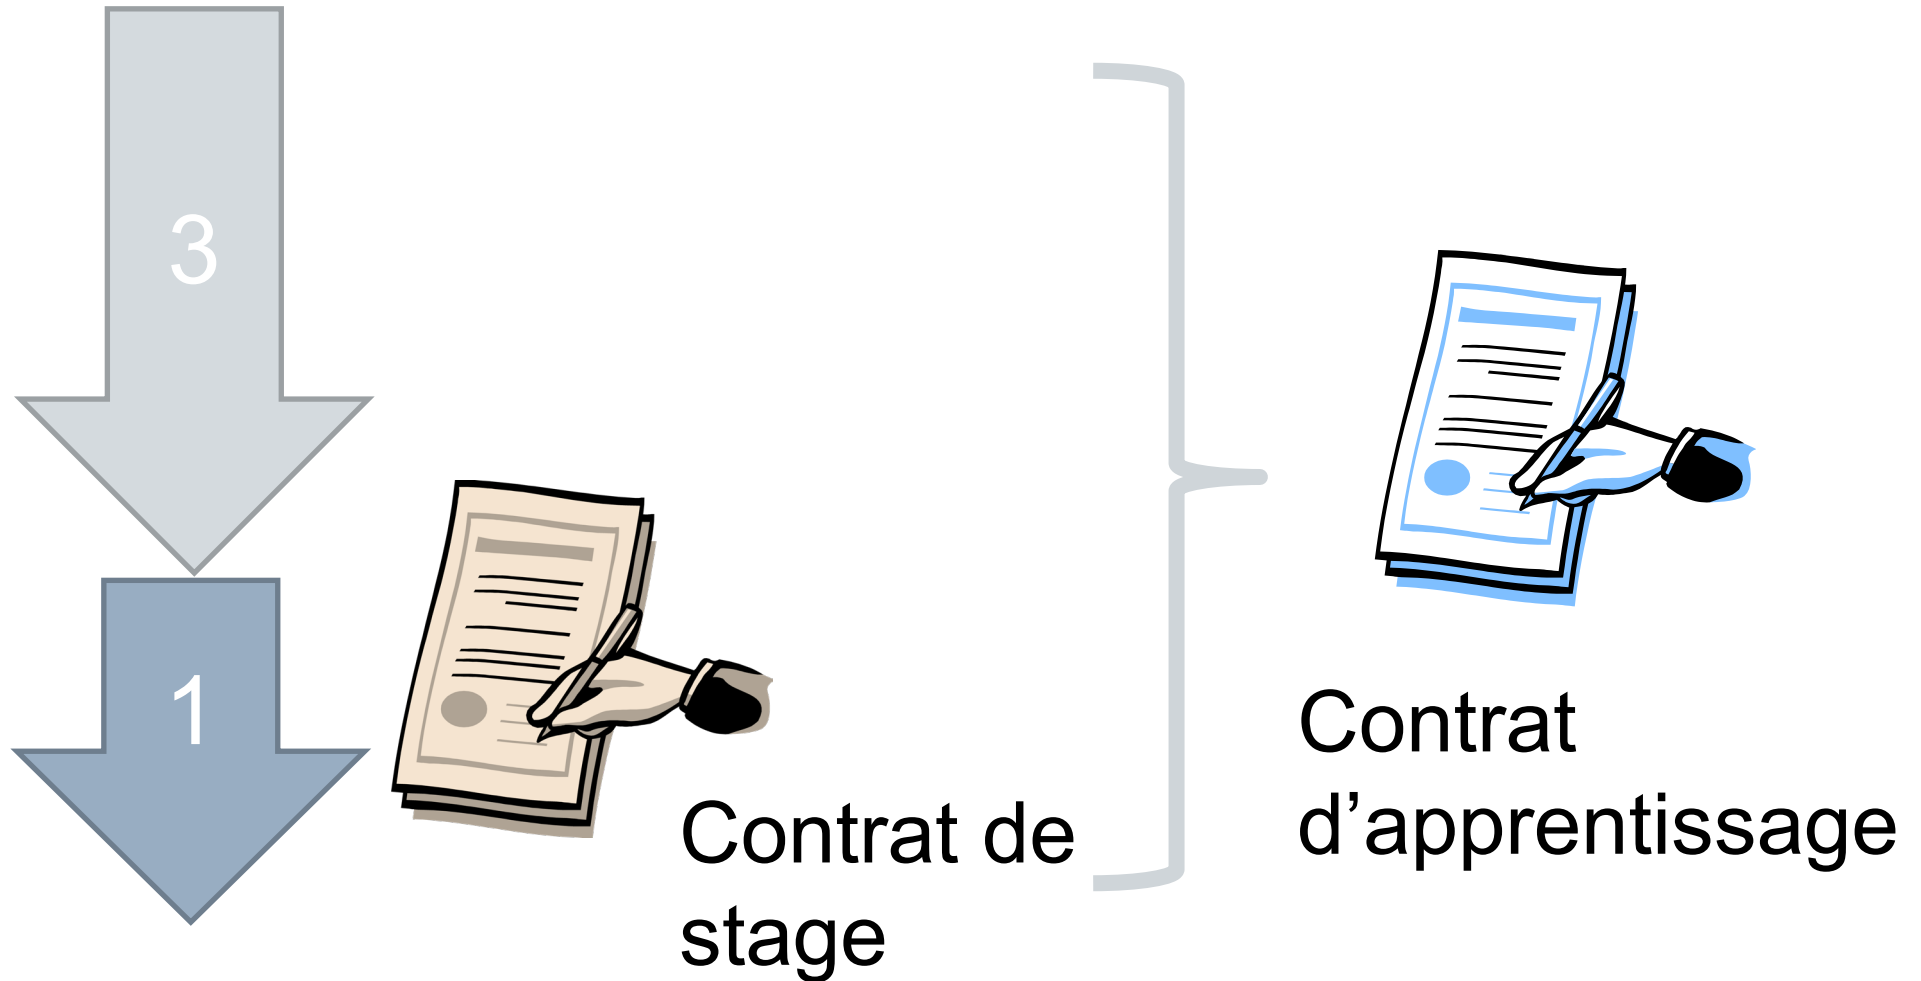 3
1
Contrat de
stage
Contrat
d’apprentissage